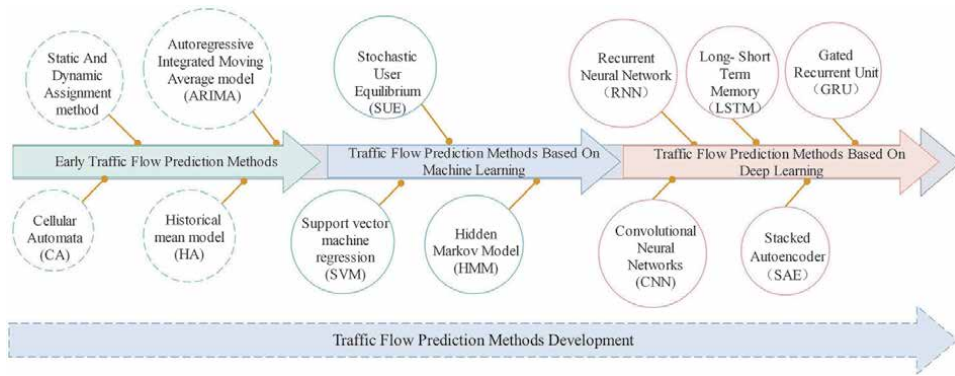 Static And
Dynamic
Assignment
method
Autoregressive
Integrated Moving
Average model
(ARIMA)
Stochastic
User
Equilibrium
(SUE)
Recurrent
Neural Network
（RNN）
Long- Short
Term
Memory
（LSTM）
Gated
Recurrent Unit
（GRU）
Early Traffic Flow Prediction Methods
Traffic Flow Prediction Methods Based On
Machine Learning
Traffic Flow Prediction Methods Based On
Deep Learning
Cellular
Automata
(CA)
Historical
mean model
(HA)
Support vector
machine
regression
(SVM)
Hidden
Markov Model
(HMM)
Convolutional
Neural
Networks
(CNN)
Stacked
Autoencoder
（SAE）
Traffic Flow Prediction Methods Development